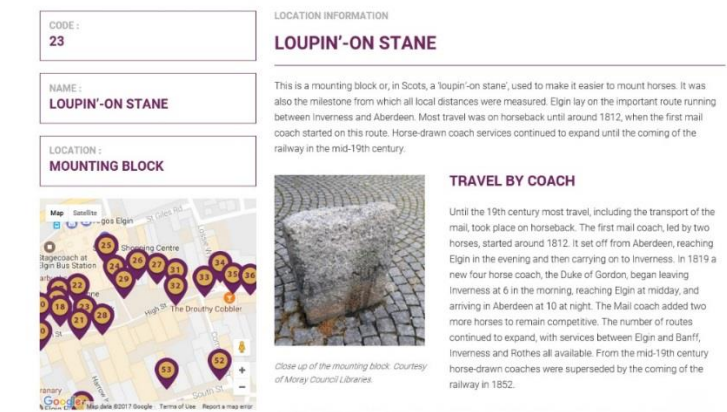 CODE :
23
NAME :
LOUPIN'-ON STANE
LOCATION :
MOUNTING BLOCK
LOCATION INFORMATION
LOUPIN'-ON STANE
This is a mounting block or, in Scots, a 'loupin'-on stane', used to make it easier to mount horses. It was
also the milestone from which all local distances were measured. Elgin lay on the important route running
between Inverness and Aberdeen. Most travel was on horseback until around 1812, when the first mail
coach started on this route. Horse-drawn coach services continued to expand until the coming of the
railway in the mid-19th century.
TRAVEL BY COACH
Until the 19th century most travel, including the transport of the
mail, took place on horseback. The first mail coach, led by two
horses, started around 1812. It set off from Aberdeen, reaching
Elgin in the evening and then carrying on to Inverness. In 1819 a
new four horse coach, the Duke of Gordon, began leaving
Inverness at 6 in the morning, reaching Elgin at midday, and
arriving in Aberdeen at 10 at night. The Mail coach added two
more horses to remain competitive. The number of routes
continued to expand, with services between Elgin and Banff,
Inverness and Rothes all available. From the mid-19th century
horse-drawn coaches were superseded by the coming of the
railway in 1852.
Close up of the mounting block. Courtesy
of Moray Council Libraries.
Map Satellite
gos Elgin
St Giles Rd
Stagecoach at
Elgin Bus Station
Shopping Centre
25
24
26
27
29
31
32
33
34
35
36
22
18
23
21
28
High St
The Drouthy Cobbler
52
53
South St
+
-
Google
Map data ©2017 Google Terms of Use Report a map error